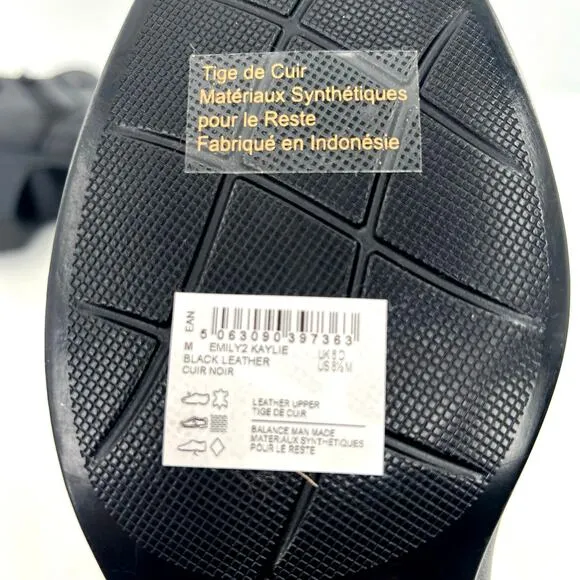 Tige de Cuir
Matériaux Synthétiques
pour le Reste
Fabriqué en Indonésie
EAN
5 063090 397363
M EMILY2 KAYLIE
BLACK LEATHER
CUIR NOIR
UK 6 D
US 8½ M
LEATHER UPPER
TIGE DE CUIR
BALANCE MAN MADE
MATERIAUX SYNTHÉTIQUES
POUR LE RESTE